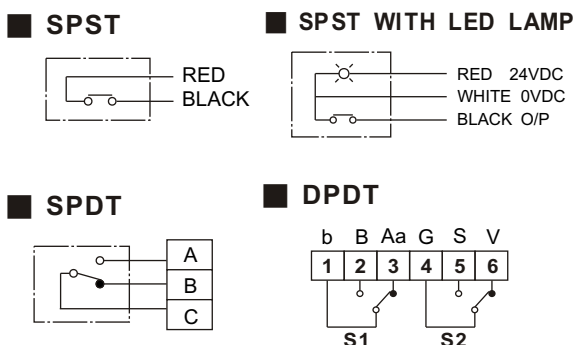 SPST
RED
BLACK
SPST WITH LED LAMP
RED 24VDC
WHITE 0VDC
BLACK O/P
SPDT
A
B
C
DPDT
b B Aa G S V
1 2 3 4 5 6
S1 S2